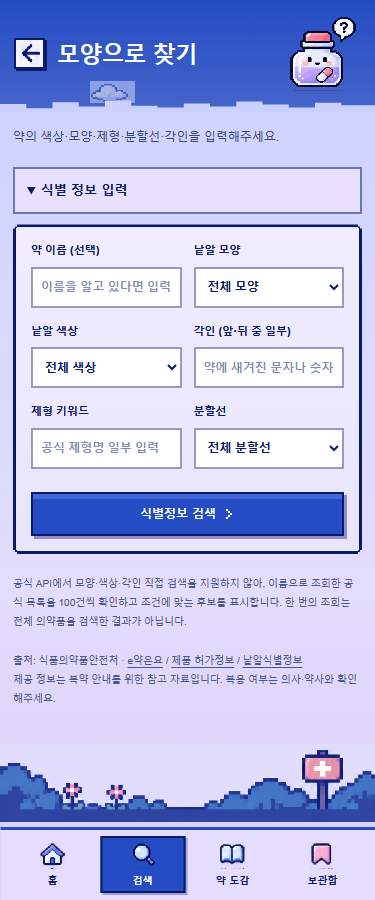 모양으로 찾기
?
약의 색상·모양·제형·분할선·각인을 입력해주세요.
▼ 식별 정보 입력
약 이름 (선택)
낱알 모양
이름을 알고 있다면 입력
전체 모양
낱알 색상
각인 (앞·뒤 중 일부)
전체 색상
약에 새겨진 문자나 숫자
제형 키워드
분할선
공식 제형명 일부 입력
전체 분할선
식별정보 검색
공식 API에서 모양·색상·각인 직접 검색을 지원하지 않아, 이름으로 조회한 공
식 목록을 100건씩 확인하고 조건에 맞는 후보를 표시합니다. 한 번의 조회는
전체 의약품을 검색한 결과가 아닙니다.
출처: 식품의약품안전처 · e약은요 / 제품 허가정보 / 낱알식별정보
제공 정보는 복약 안내를 위한 참고 자료입니다. 복용 여부는 의사·약사와 확인
해주세요.
홈
검색
약 도감
보관함